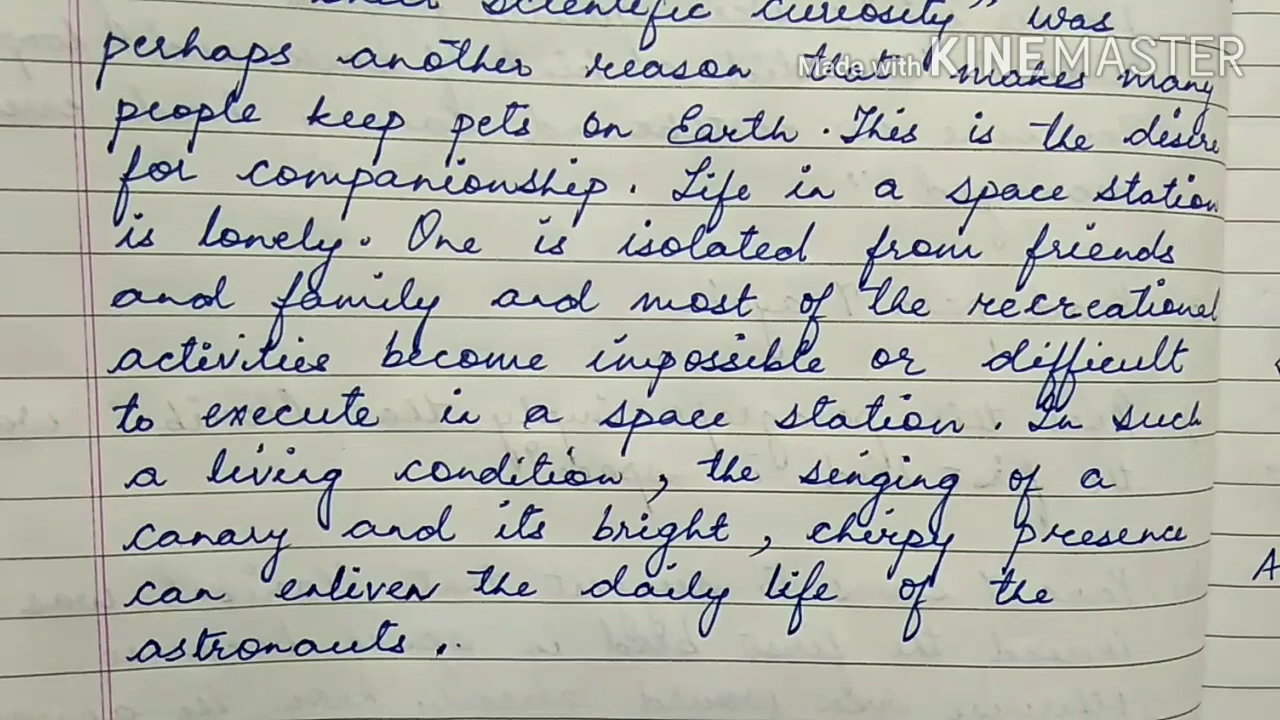 scientific curiosity" was
perhaps another reason that makes many
Made with KINEMASTER
people keep pets on Earth. This is the desire
for companionship. Life in a space station
is lonely. One is isolated from friends
and family and most of the recreational
activities become impossible or difficult
to execute in a space station. In such
a living condition, the singing of a
canary and its bright, chirpy presence
can enliven the daily life of the
astronauts.
A